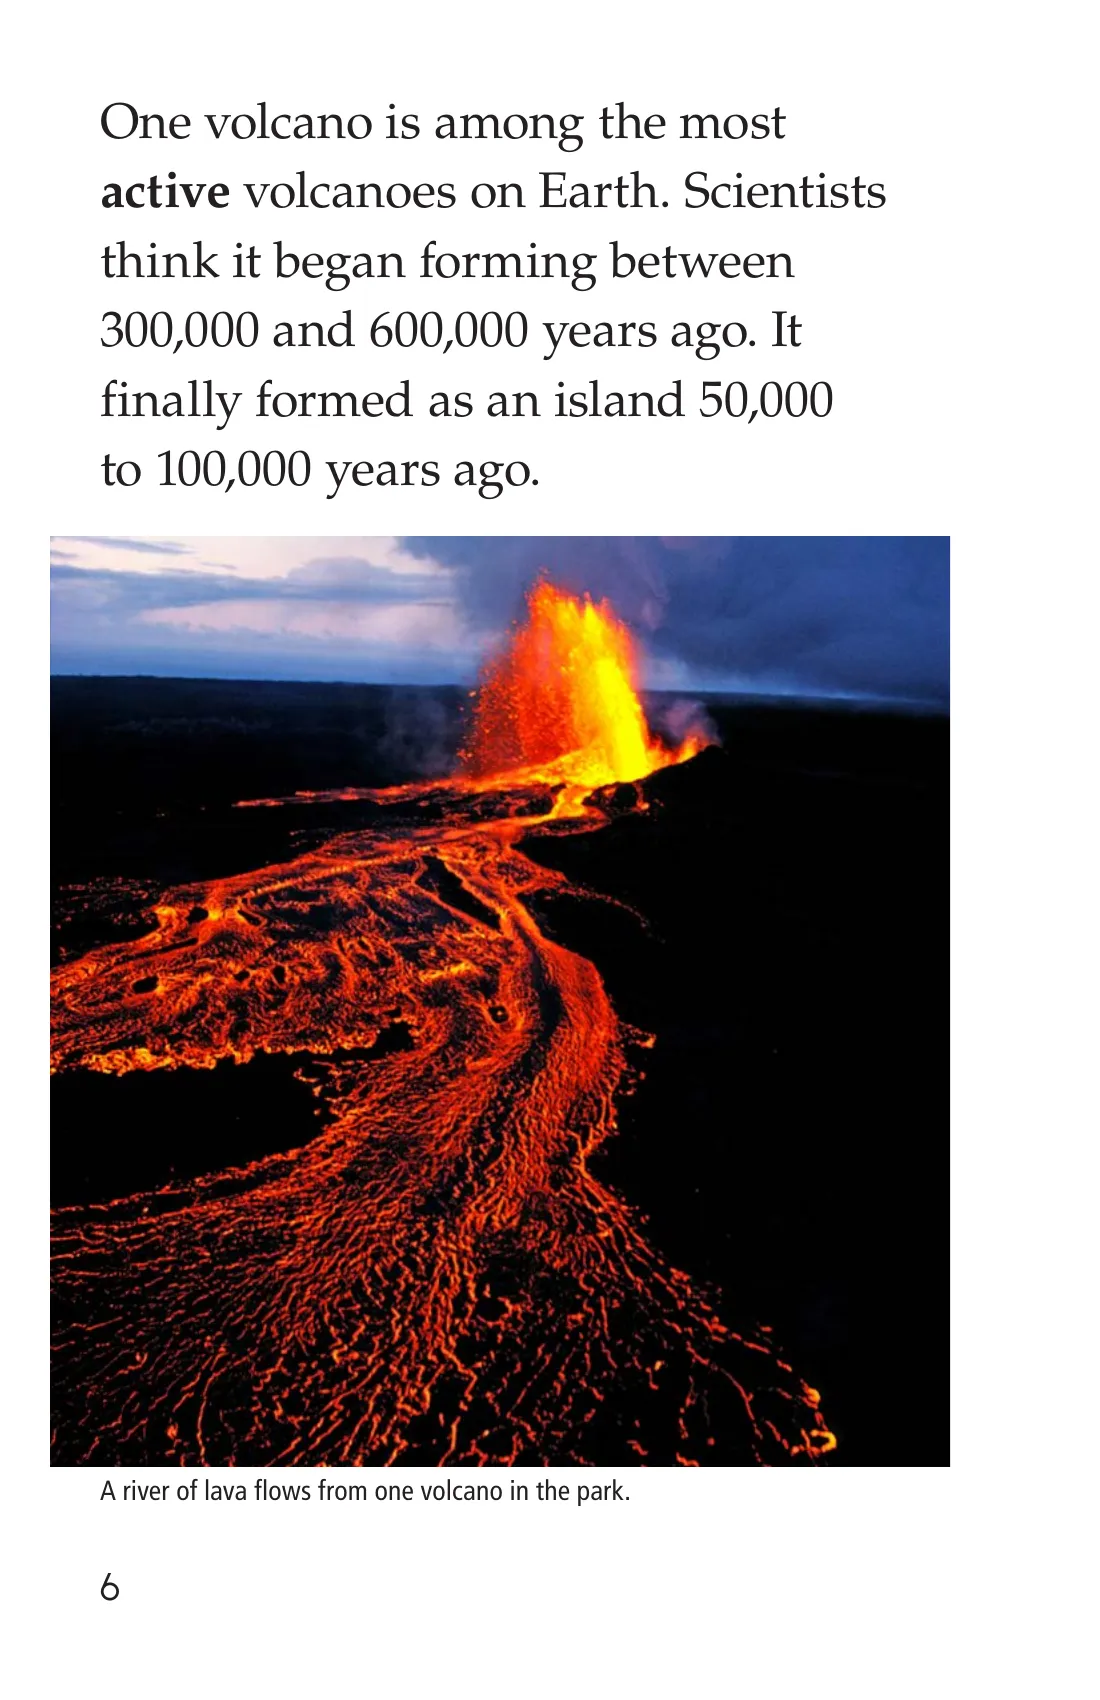 One volcano is among the most
active volcanoes on Earth. Scientists
think it began forming between
300,000 and 600,000 years ago. It
finally formed as an island 50,000
to 100,000 years ago.
A river of lava flows from one volcano in the park.
6